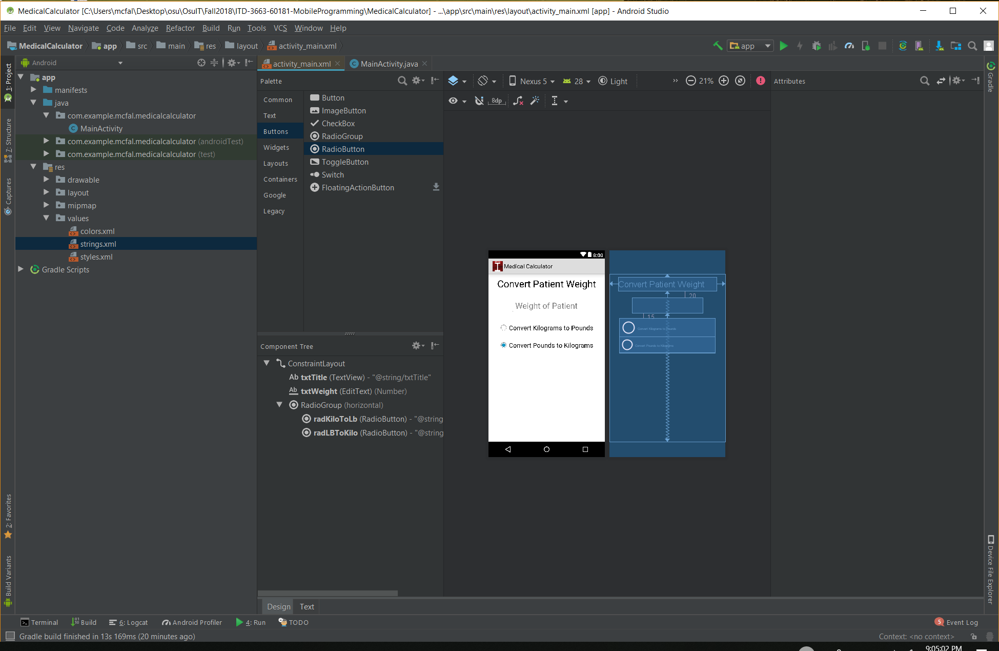 MedicalCalculator [C:\Users\mcfal\Desktop\osu\OsuIT\Fall2018\ITD-3663-60181-MobileProgramming\MedicalCalculator] - ...\app\src\main\res\layout\activity_main.xml [app] - Android Studio
File Edit View Navigate Code Analyze Refactor Build Run Tools VCS Window Help
MedicalCalculator app src main res layout activity_main.xml
app
Android
activity_main.xml
MainActivity.java
1: Project
Z: Structure
Captures
2: Favorites
Build Variants
app
manifests
java
com.example.mcfal.medicalcalculator
MainActivity
com.example.mcfal.medicalcalculator (androidTest)
com.example.mcfal.medicalcalculator (test)
res
drawable
layout
mipmap
values
colors.xml
strings.xml
styles.xml
Gradle Scripts
Palette
Common
Text
Buttons
Widgets
Layouts
Containers
Google
Legacy
Button
ImageButton
CheckBox
RadioGroup
RadioButton
ToggleButton
Switch
FloatingActionButton
Component Tree
ConstraintLayout
Ab txtTitle (TextView) - "@string/txtTitle"
Ab txtWeight (EditText) (Number)
RadioGroup (horizontal)
radKiloToLb (RadioButton) - "@string
radLBToKilo (RadioButton) - "@string
Nexus 5 28 Light 21%
8dp
8:00
Medical Calculator
Convert Patient Weight
Weight of Patient
Convert Kilograms to Pounds
Convert Pounds to Kilograms
Convert Patient Weight
20
15
Convert Kilograms to Pounds
Convert Pounds to Kilograms
Attributes
Gradle
Device File Explorer
Design Text
Terminal Build 6: Logcat Android Profiler 4: Run TODO
5 Event Log
Gradle build finished in 13s 169ms (20 minutes ago)
Context: <no context>
9:05:02 PM